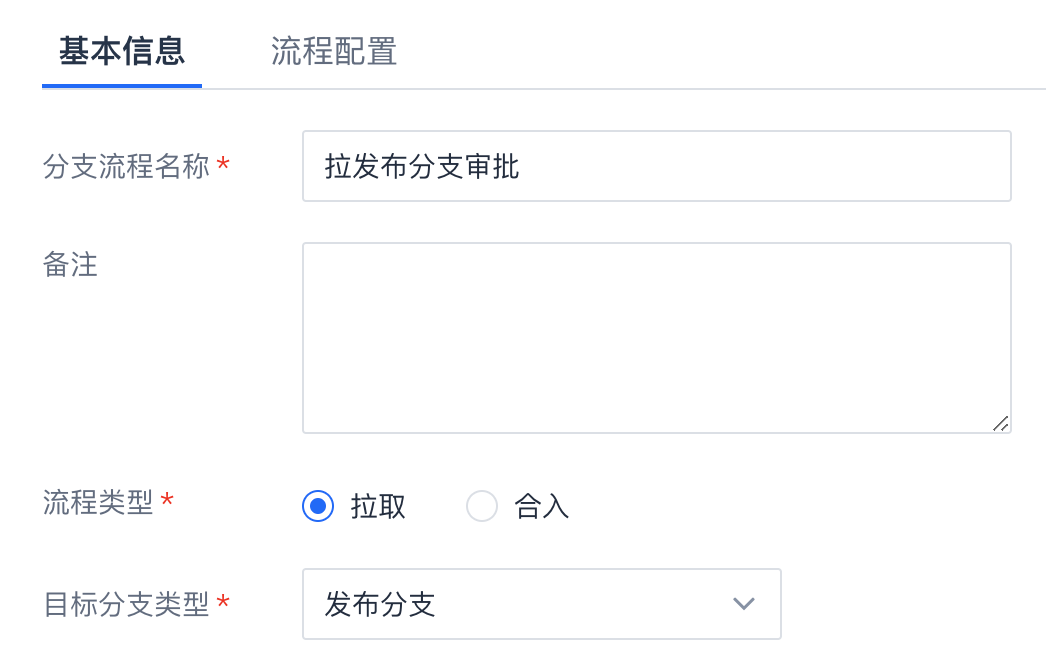 基本信息 流程配置
分支流程名称 * 拉发布分支审批
备注
流程类型 * 拉取 合入
目标分支类型 * 发布分支